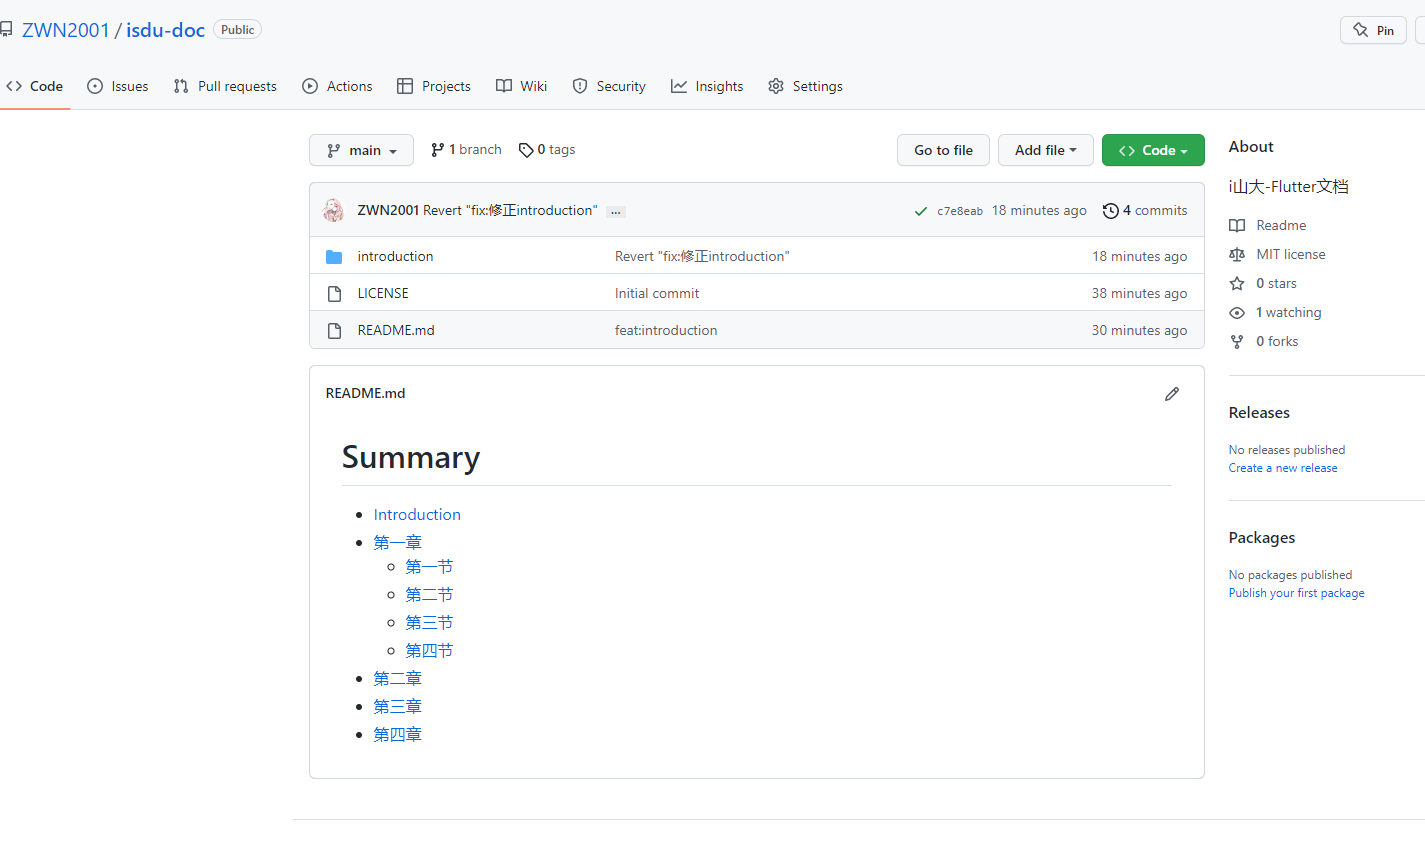 ZWN2001 / isdu-doc Public Pin
Code Issues Pull requests Actions Projects Wiki Insights Security Settings
main 1 branch 0 tags Go to file Add file Code
ZWN2001 Revert "fix:修正introduction" ... c7e8eab 18 minutes ago 4 commits
introduction Revert "fix:修正introduction" 18 minutes ago
LICENSE Initial commit 38 minutes ago
README.md feat:introduction 30 minutes ago
README.md
Summary
Introduction
第一章
第一节
第二节
第三节
第四节
第二章
第三章
第四章
About
i山大-Flutter文档
Readme
MIT license
0 stars
1 watching
0 forks
Releases
No releases published
Create a new release
Packages
No packages published
Publish your first package